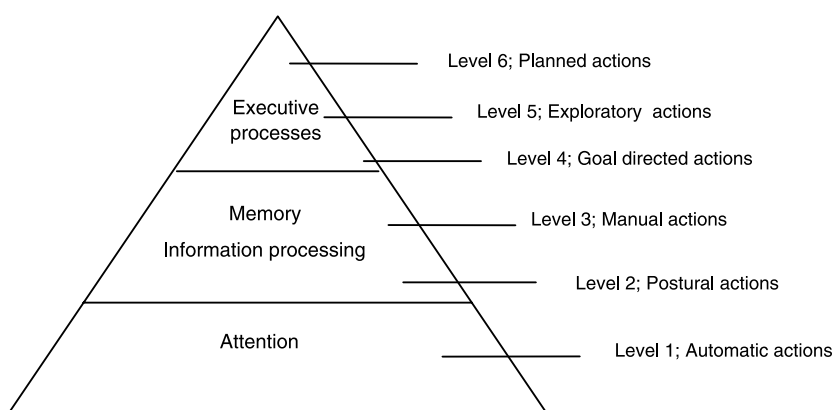 Level 6; Planned actions
Executive
processes
Level 5; Exploratory actions
Level 4; Goal directed actions
Memory
Level 3; Manual actions
Information processing
Level 2; Postural actions
Attention
Level 1; Automatic actions